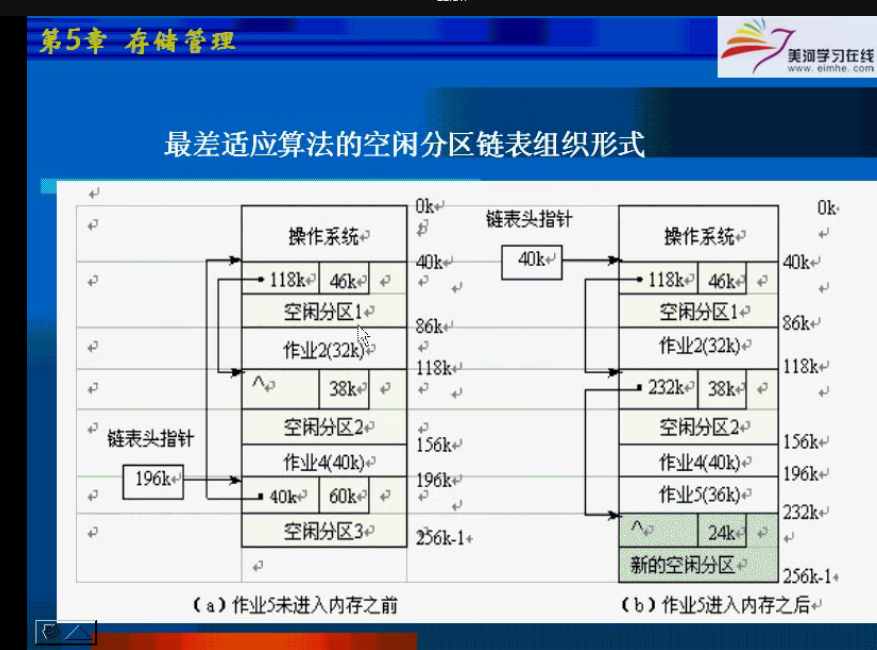 第5章 存储管理
美河学习在线
www.eimhe.com
最差适应算法的空闲分区链表组织形式
0k
操作系统
40k
118k 46k
空闲分区1
86k
作业2(32k)
118k
^ 38k
空闲分区2
156k
链表头指针
作业4(40k)
196k
196k
40k 60k
空闲分区3
256k-1
(a)作业5未进入内存之前
链表头指针
0k
操作系统
40k
40k
118k 46k
空闲分区1
86k
作业2(32k)
118k
232k 38k
空闲分区2
156k
作业4(40k)
196k
作业5(36k)
232k
^ 24k
新的空闲分区
256k-1
(b)作业5进入内存之后